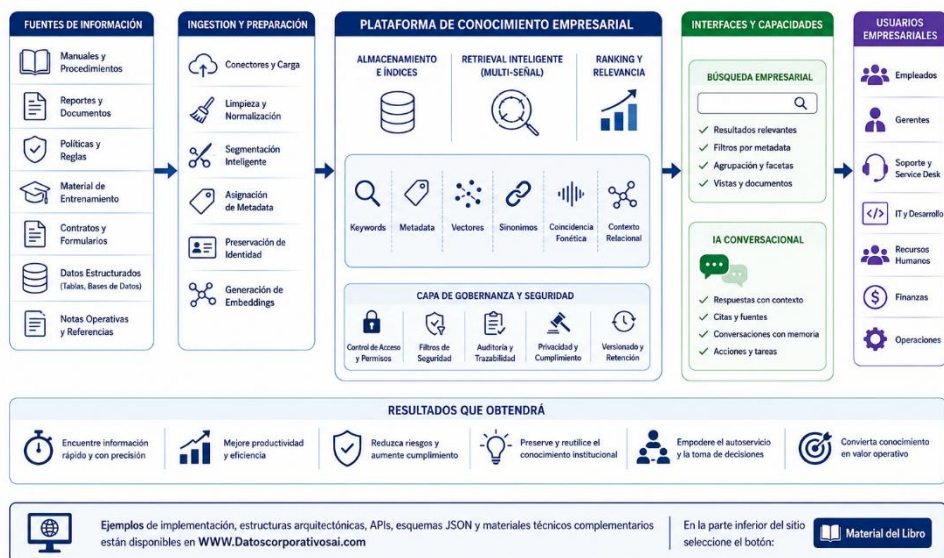 FUENTES DE INFORMACIÓN
Manuales y
Procedimientos
Reportes y
Documentos
Políticas y
Reglas
Material de
Entrenamiento
Contratos y
Formularios
Datos Estructurados
(Tablas, Bases de Datos)
Notas Operativas
y Referencias
INGESTION Y PREPARACIÓN
Conectores y Carga
Limpieza y
Normalización
Segmentación
Inteligente
Asignación
de Metadata
Preservación de
Identidad
Generación de
Embeddings
PLATAFORMA DE CONOCIMIENTO EMPRESARIAL
ALMACENAMIENTO
E ÍNDICES
RETRIEVAL INTELIGENTE
(MULTI-SEÑAL)
RANKING Y
RELEVANCIA
Keywords
Metadata
Vectores
Sinonimos
Coincidencia
Fonética
Contexto
Relacional
CAPA DE GOBERNANZA Y SEGURIDAD
Control de Acceso
y Permisos
Filtros de
Seguridad
Auditoría y
Trazabilidad
Privacidad y
Cumplimiento
Versionado y
Retención
INTERFACES Y CAPACIDADES
BÚSQUEDA EMPRESARIAL
Resultados relevantes
Filtros por metadata
Agrupación y facetas
Vistas y documentos
IA CONVERSACIONAL
Respuestas con contexto
Citas y fuentes
Conversaciones con memoria
Acciones y tareas
USUARIOS
EMPRESARIALES
Empleados
Gerentes
Soporte y
Service Desk
IT y Desarrollo
Recursos
Humanos
Finanzas
Operaciones
RESULTADOS QUE OBTENDRÁ
Encuentre información
rápido y con precisión
Mejore productividad
y eficiencia
Reduzca riesgos y
aumente cumplimiento
Preserve y reutilice el
conocimiento institucional
Empodere el autoservicio
y la toma de decisiones
Convierta conocimiento
en valor operativo
Ejemplos de implementación, estructuras arquitectónicas, APIs, esquemas JSON y materiales técnicos complementarios
están disponibles en WWW.Datoscorporativosai.com
En la parte inferior del sitio
seleccione el botón:
Material del Libro